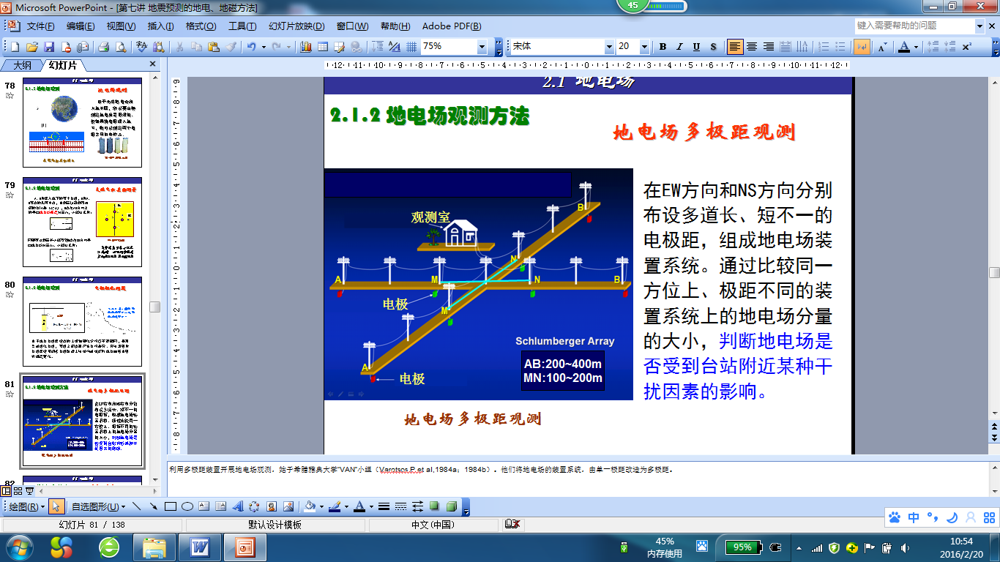 Microsoft PowerPoint - [第七讲 地震预测的地电、地磁方法]
45
文件(F) 编辑(E) 视图(V) 插入(I) 格式(O) 工具(T) 幻灯片放映(D) 窗口(W) 帮助(H) Adobe PDF(B)
键入需要帮助的问题
75%
宋体
20
大纲 幻灯片
78
79
80
81
82
2.1 地电场
2.1.2 地电场观测方法
地电场多极距观测
观测室
B
N
A M N B
电极
M
A
电极
Schlumberger Array
AB:200~400m
MN:100~200m
地电场多极距观测
在EW方向和NS方向分别
布设多道长、短不一的
电极距，组成地电场装
置系统。通过比较同一
方位上、极距不同的装
置系统上的地电场分量
的大小，判断地电场是
否受到台站附近某种干
扰因素的影响。
利用多极距装置开展地电场观测，始于希腊雅典大学“VAN”小组（Varotsos P. et al,1984a；1984b）。他们将地电场的装置系统，由单一极距改造为多极距。
绘图(R) 自选图形(U)
幻灯片 81 / 138
默认设计模板
中文(中国)
中
45%
内存使用
95%
10:54
2016/2/20